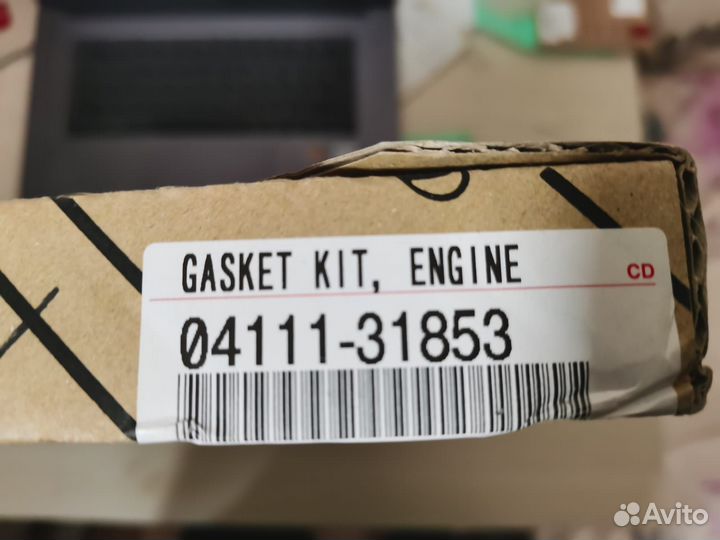 GASKET KIT, ENGINE
CD
04111-31853
Avito